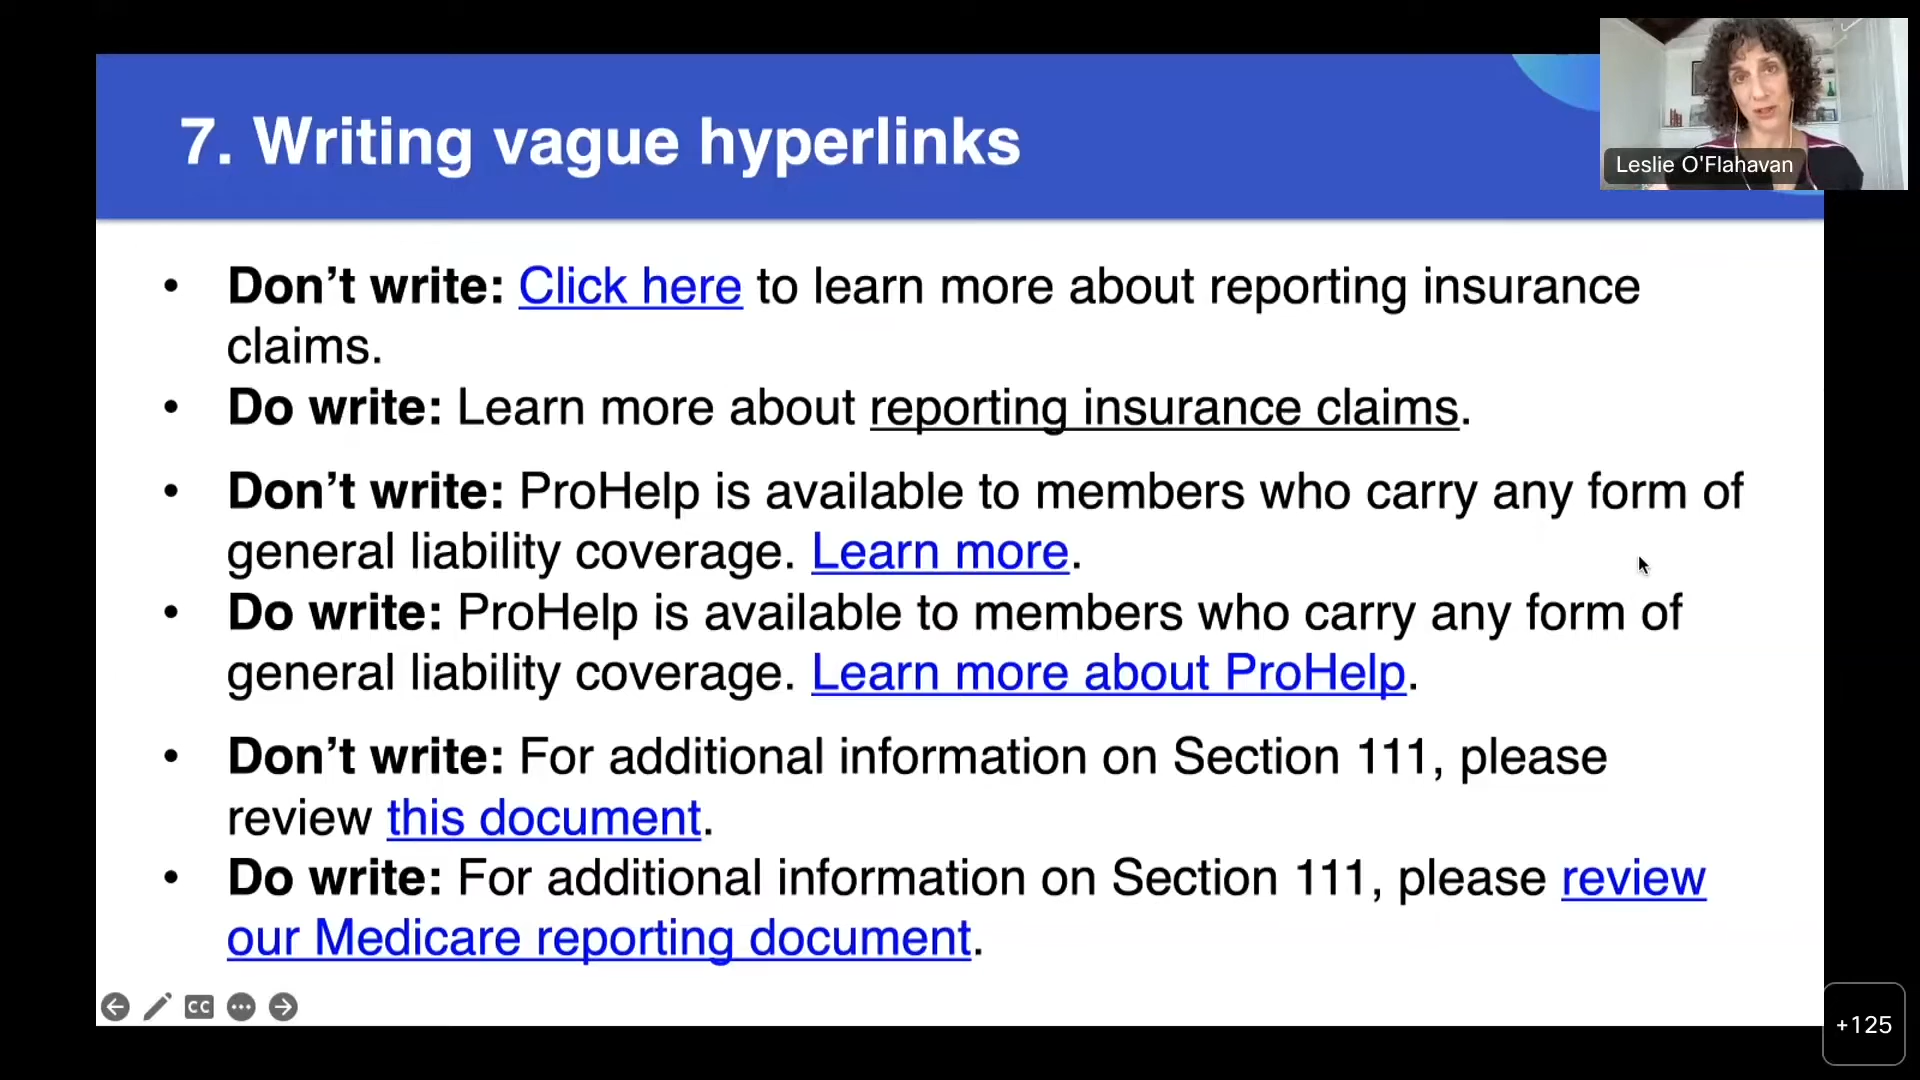 7. Writing vague hyperlinks
Leslie O'Flahavan
• Don’t write: Click here to learn more about reporting insurance
claims.
• Do write: Learn more about reporting insurance claims.
• Don’t write: ProHelp is available to members who carry any form of
general liability coverage. Learn more.
• Do write: ProHelp is available to members who carry any form of
general liability coverage. Learn more about ProHelp.
• Don’t write: For additional information on Section 111, please
review this document.
• Do write: For additional information on Section 111, please review
our Medicare reporting document.
CC
+125